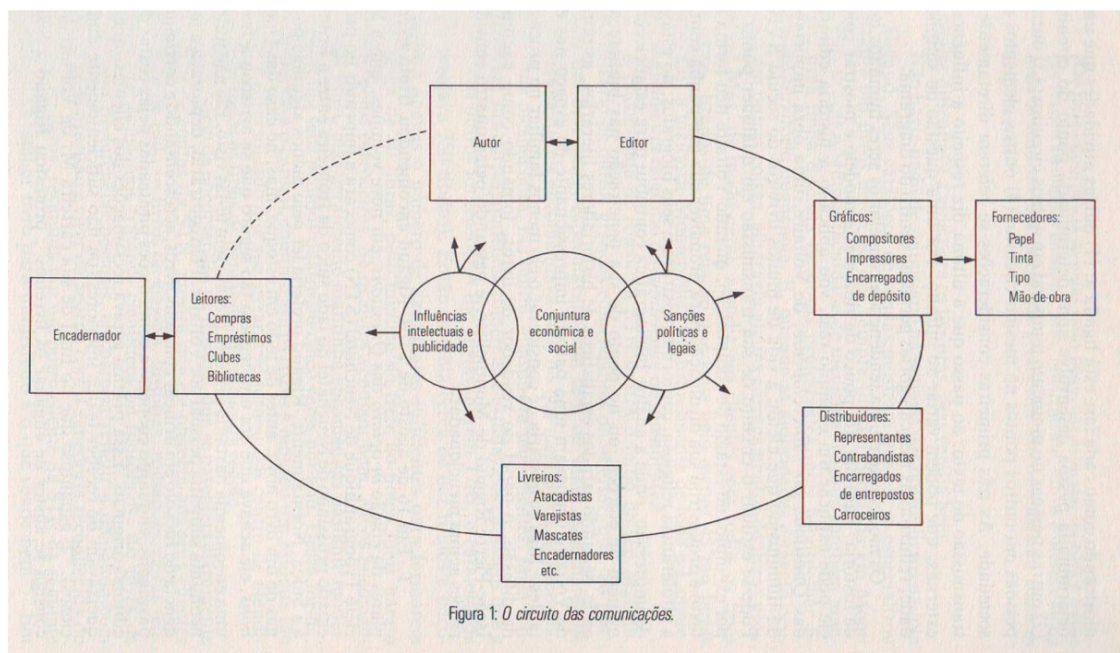 Autor
Editor
Gráficos:
Compositores
Impressores
Encarregados
de depósito
Fornecedores:
Papel
Tinta
Tipo
Mão-de-obra
Encadernador
Leitores:
Compras
Empréstimos
Clubes
Bibliotecas
Influências
intelectuais e
publicidade
Conjuntura
econômica e
social
Sanções
políticas e
legais
Distribuidores:
Representantes
Contrabandistas
Encarregados
de entrepostos
Carroceiros
Livreiros:
Atacadistas
Varejistas
Mascates
Encadernadores
etc.
Figura 1: O circuito das comunicações.